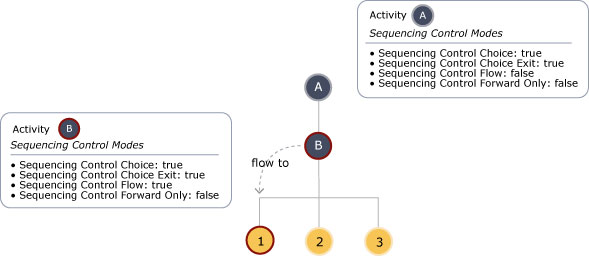 Activity A
Sequencing Control Modes
• Sequencing Control Choice: true
• Sequencing Control Choice Exit: true
• Sequencing Control Flow: false
• Sequencing Control Forward Only: false
A
Activity B
Sequencing Control Modes
• Sequencing Control Choice: true
• Sequencing Control Choice Exit: true
• Sequencing Control Flow: true
• Sequencing Control Forward Only: false
B
flow to
1 2 3